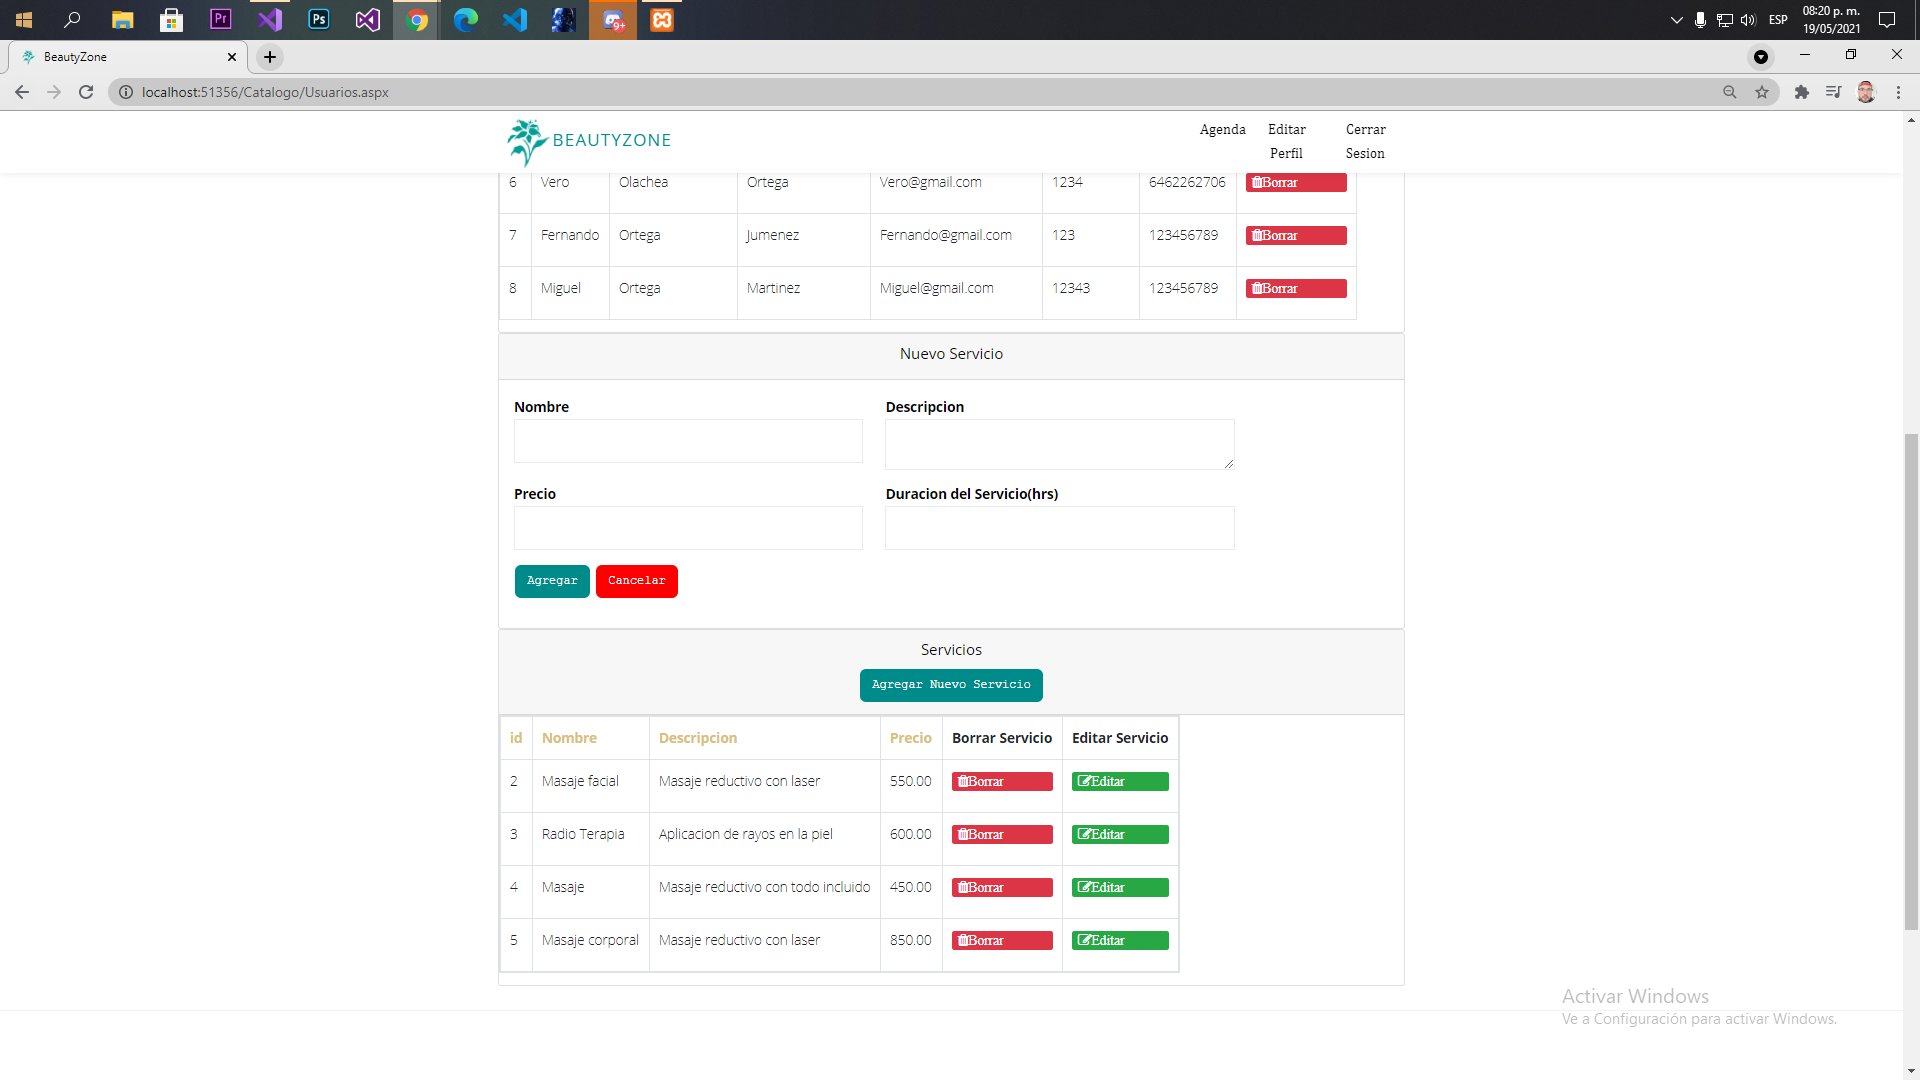 Pr Ps 9+ ESP 08:20 p. m.
19/05/2021
BeautyZone
localhost:51356/Catalogo/Usuarios.aspx
BEAUTYZONE Agenda Editar Perfil Cerrar Sesion
6 Vero Olachea Ortega Vero@gmail.com 1234 6462262706 Borrar
7 Fernando Ortega Jumenez Fernando@gmail.com 123 123456789 Borrar
8 Miguel Ortega Martinez Miguel@gmail.com 12343 123456789 Borrar
Nuevo Servicio
Nombre Descripcion
Precio Duracion del Servicio(hrs)
Agregar Cancelar
Servicios
Agregar Nuevo Servicio
id Nombre Descripcion Precio Borrar Servicio Editar Servicio
2 Masaje facial Masaje reductivo con laser 550.00 Borrar Editar
3 Radio Terapia Aplicacion de rayos en la piel 600.00 Borrar Editar
4 Masaje Masaje reductivo con todo incluido 450.00 Borrar Editar
5 Masaje corporal Masaje reductivo con laser 850.00 Borrar Editar
Activar Windows
Ve a Configuración para activar Windows.